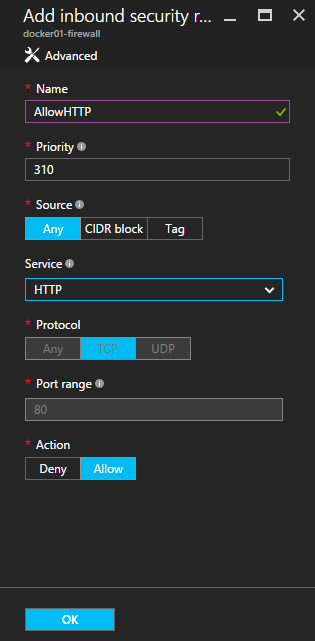 Add inbound security r...
docker01-firewall
Advanced
* Name
AllowHTTP
* Priority
310
* Source
Any CIDR block Tag
Service
HTTP
* Protocol
Any TCP UDP
* Port range
80
* Action
Deny Allow
OK